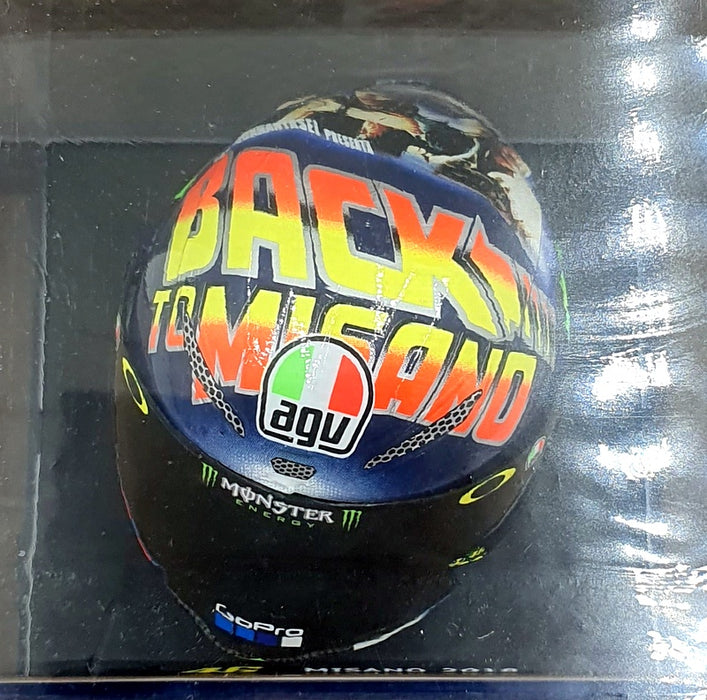 BACK
TO MISANO
agv
MONSTER
ENERGY
GoPro
MISANO 2018